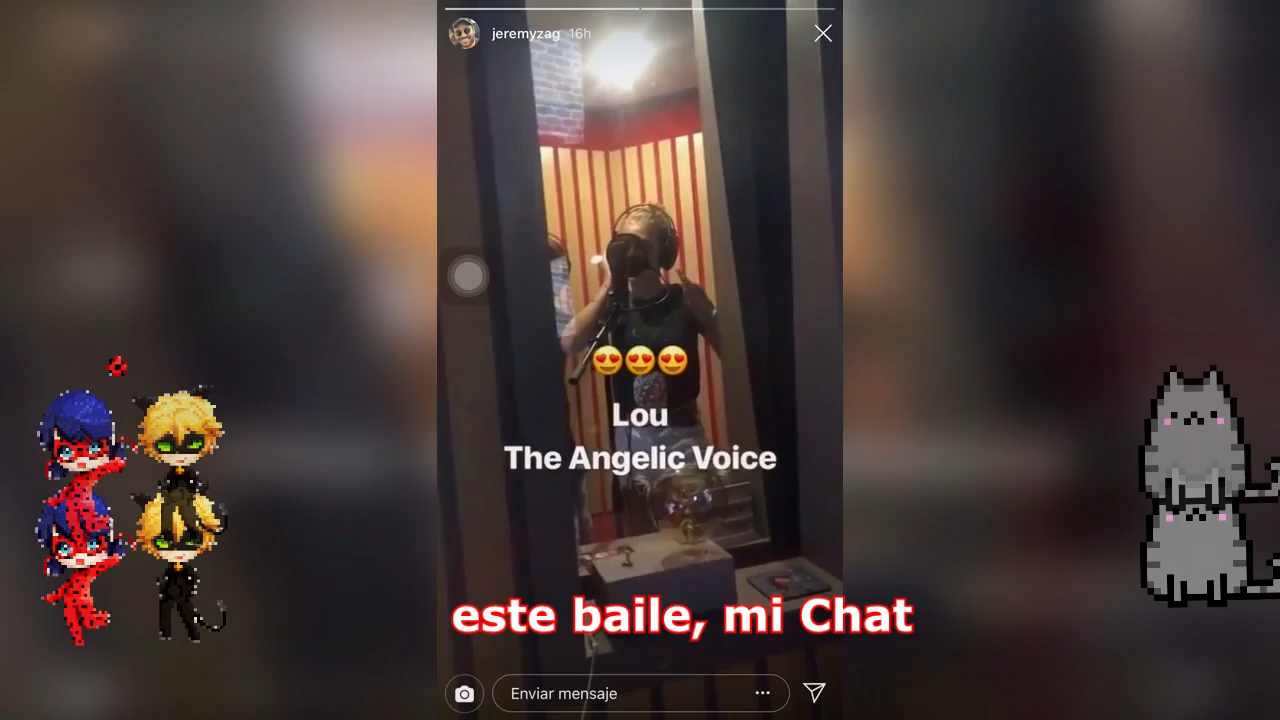 jeremyzag 16h
Lou
The Angelic Voice
este baile, mi Chat
Enviar mensaje